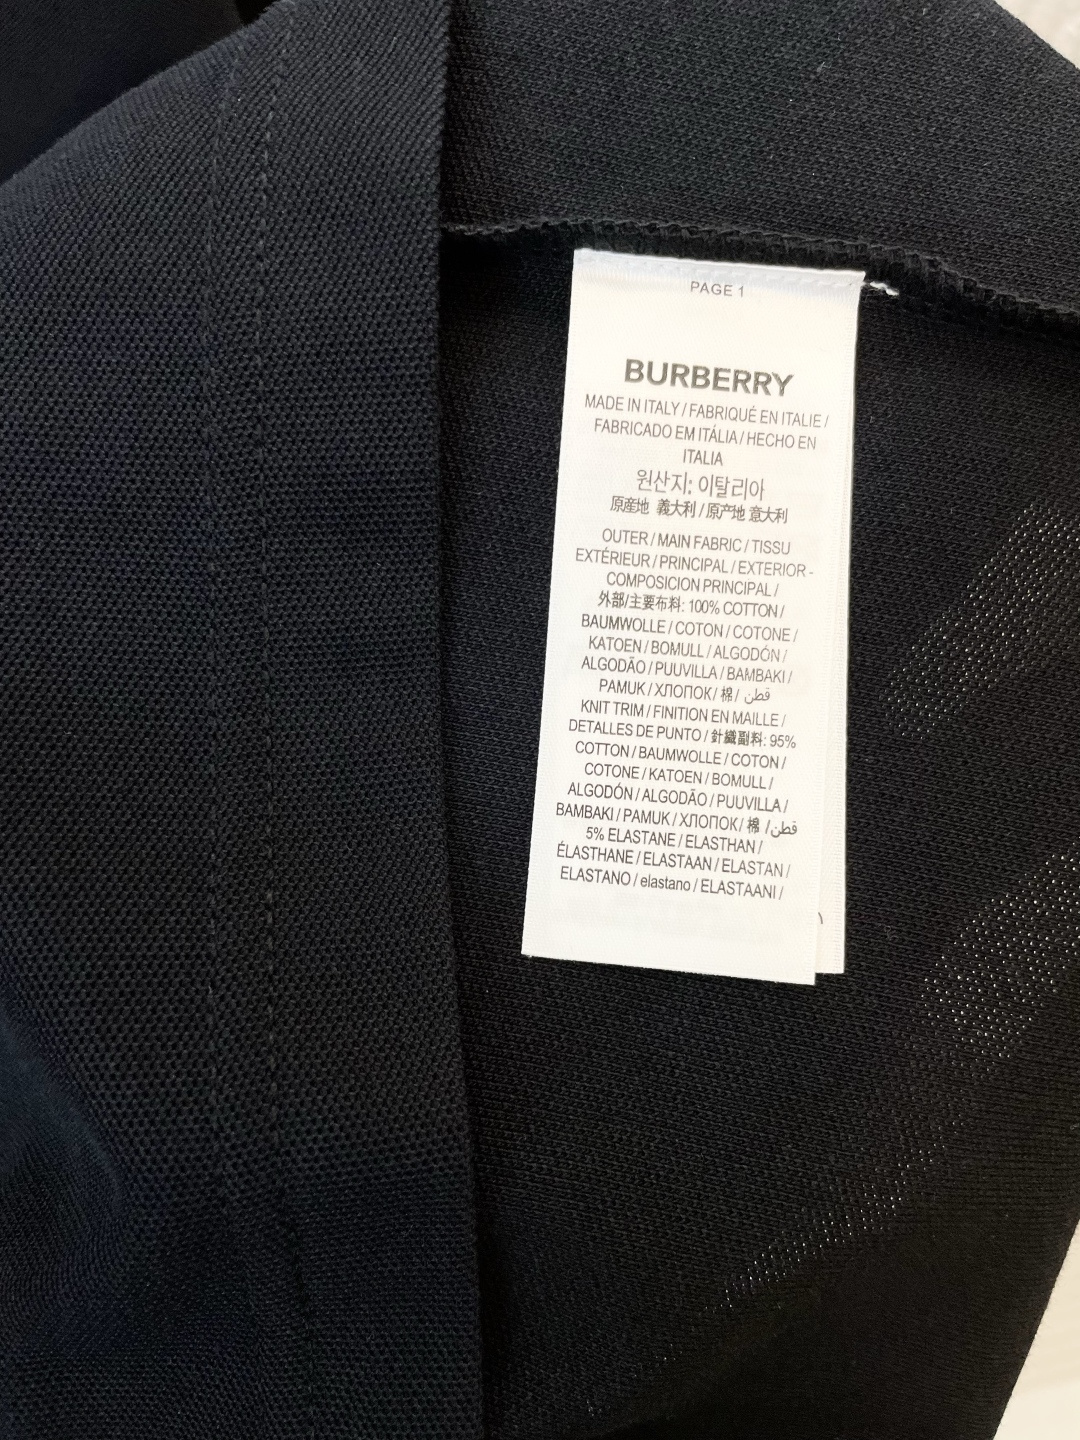 PAGE 1
BURBERRY
MADE IN ITALY / FABRIQUÉ EN ITALIE /
FABRICADO EM ITÁLIA / HECHO EN
ITALIA
원산지: 이탈리아
原産地 義大利 / 原产地 意大利
OUTER / MAIN FABRIC / TISSU
EXTÉRIEUR / PRINCIPAL / EXTERIOR -
COMPOSICION PRINCIPAL /
外部/主要布料: 100% COTTON /
BAUMWOLLE / COTON / COTONE /
KATOEN / BOMULL / ALGODÓN /
ALGODÃO / PUUVILLA / BAMBAKI /
PAMUK / ХЛОПОК / 棉 / قطن
KNIT TRIM / FINITION EN MAILLE /
DETALLES DE PUNTO / 針織副料: 95%
COTTON / BAUMWOLLE / COTON /
COTONE / KATOEN / BOMULL /
ALGODÓN / ALGODÃO / PUUVILLA /
BAMBAKI / PAMUK / ХЛОПОК / 棉 / قطن
5% ELASTANE / ELASTHAN /
ÉLASTHANE / ELASTAAN / ELASTAN /
ELASTANO / elastano / ELASTAANI /